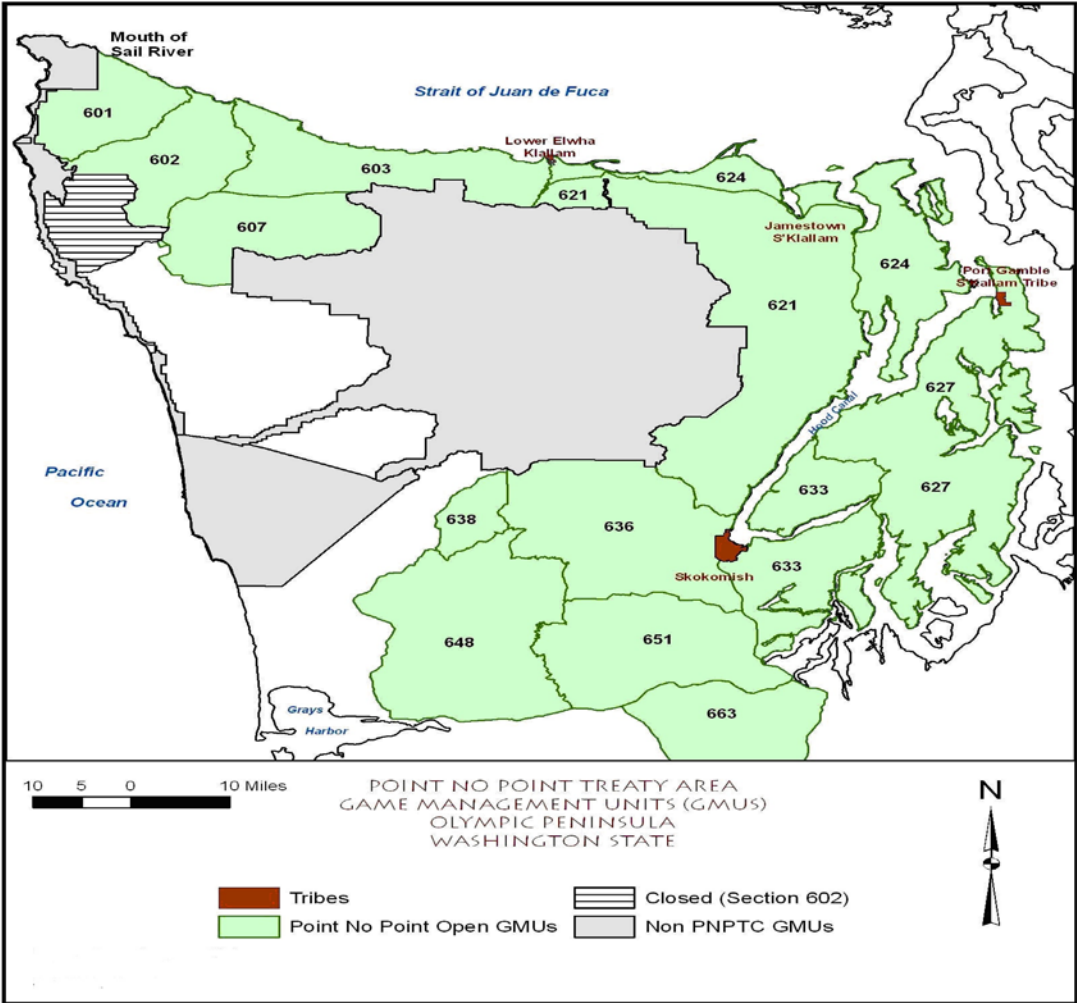 Mouth of
Sail River
Strait of Juan de Fuca
601
602
603
Lower Elwha
Klallam
621
624
607
Jamestown
S'Klallam
624
Port Gamble
S'Kallam Tribe
621
627
Hood Canal
Pacific
Ocean
633
627
638
636
633
Skokomish
648
651
663
Grays
Harbor
10 5 0 10 Miles
POINT NO POINT TREATY AREA
GAME MANAGEMENT UNITS (GMUS)
OLYMPIC PENINSULA
WASHINGTON STATE
N
Tribes
Closed (Section 602)
Point No Point Open GMUs
Non PNPTC GMUs